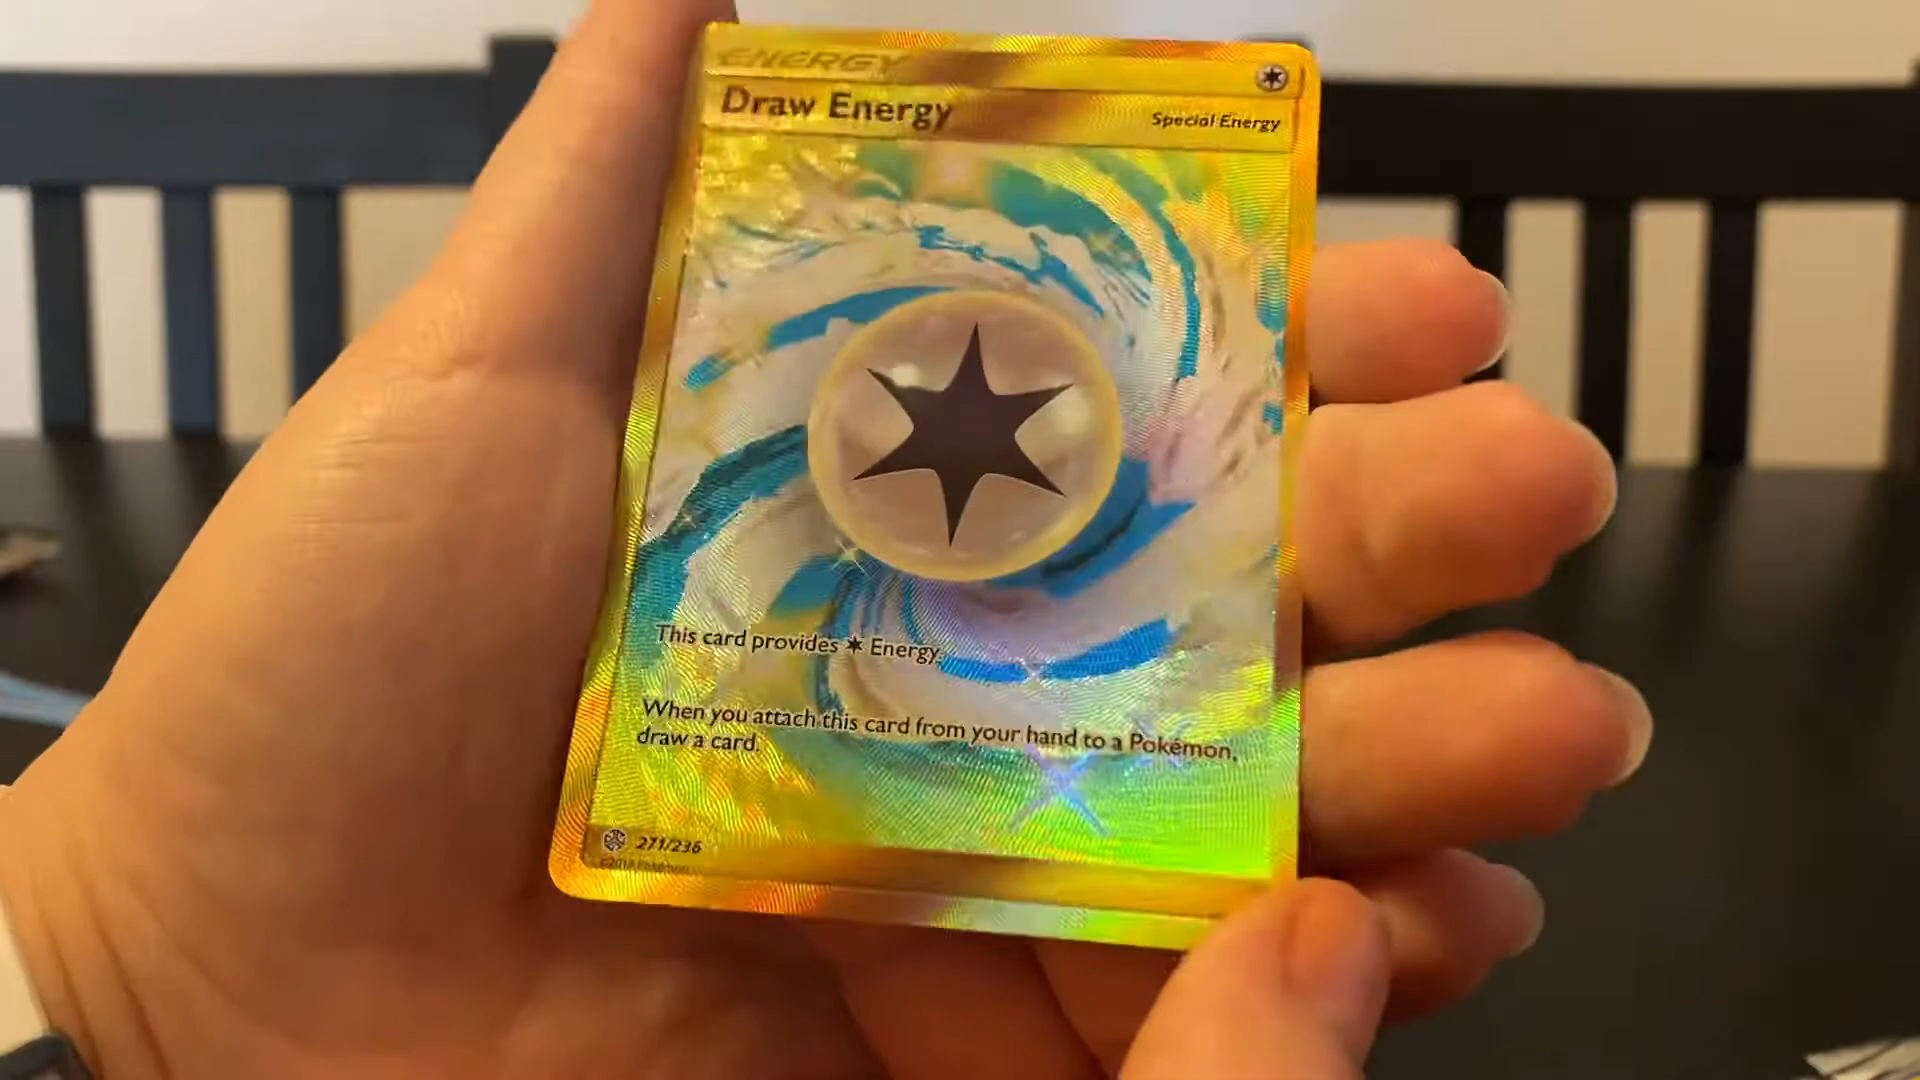 ENERGY
Draw Energy
Special Energy
This card provides Energy.
When you attach this card from your hand to a Pokémon,
draw a card.
271/236